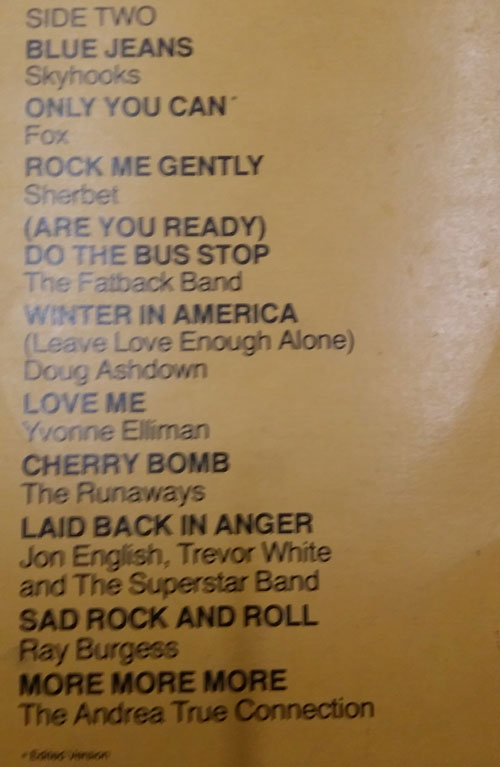 SIDE TWO
BLUE JEANS
Skyhooks
ONLY YOU CAN*
Fox
ROCK ME GENTLY
Sherbet
(ARE YOU READY)
DO THE BUS STOP
The Fatback Band
WINTER IN AMERICA
(Leave Love Enough Alone)
Doug Ashdown
LOVE ME
Yvonne Elliman
CHERRY BOMB
The Runaways
LAID BACK IN ANGER
Jon English, Trevor White
and The Superstar Band
SAD ROCK AND ROLL
Ray Burgess
MORE MORE MORE
The Andrea True Connection
* Edited Version